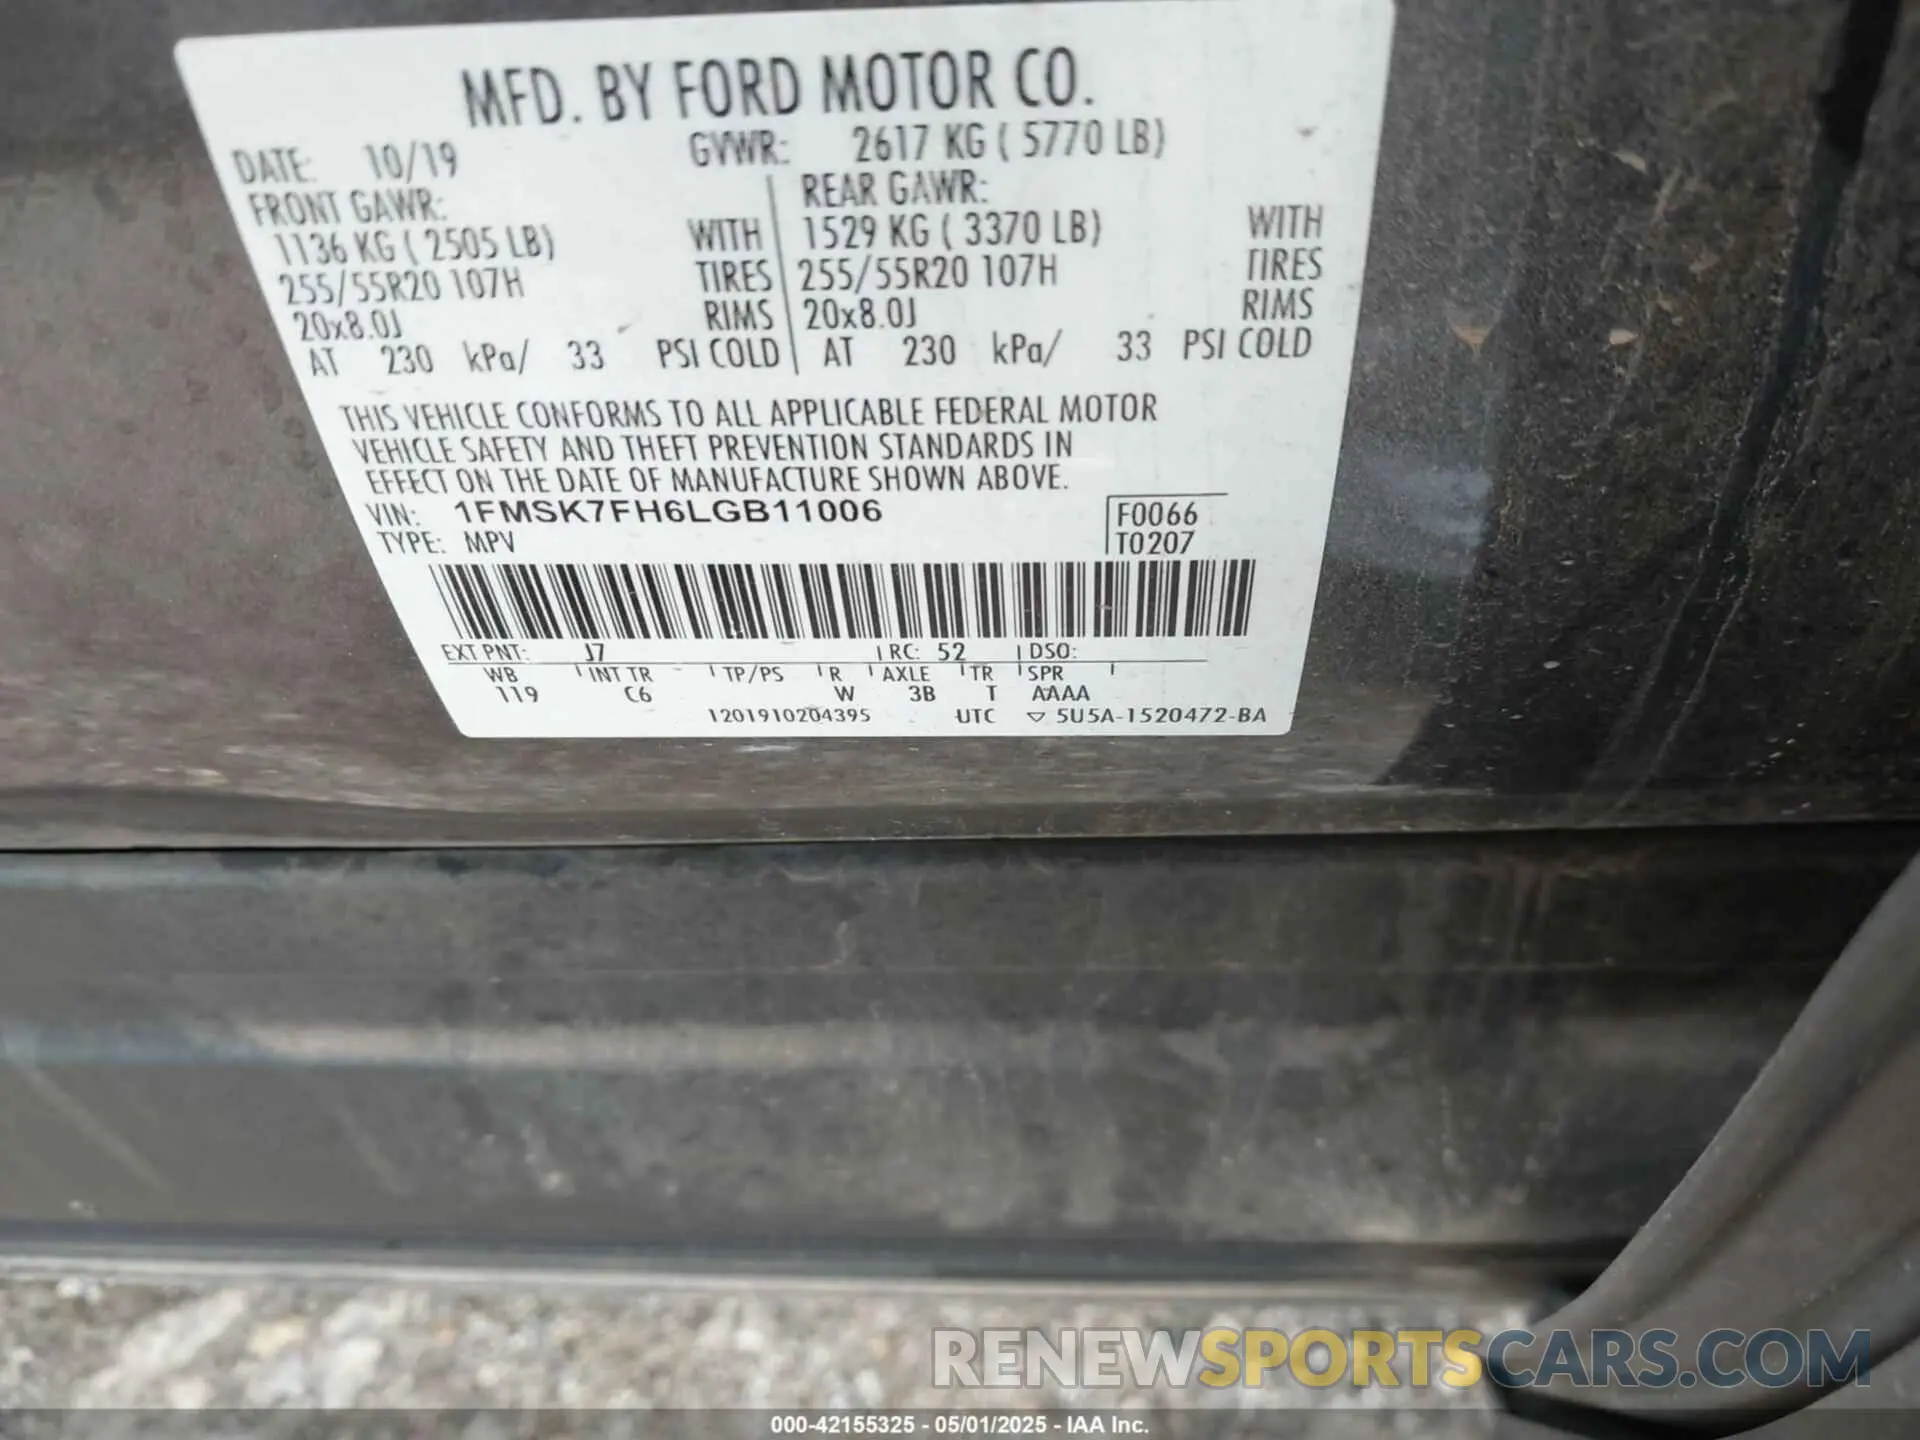 MFD. BY FORD MOTOR CO.
DATE: 10/19 GVWR: 2617 KG ( 5770 LB)
FRONT GAWR: REAR GAWR:
1136 KG ( 2505 LB) WITH 1529 KG ( 3370 LB) WITH
255/55R20 107H TIRES 255/55R20 107H TIRES
20x8.0J RIMS 20x8.0J RIMS
AT 230 kPa/ 33 PSI COLD AT 230 kPa/ 33 PSI COLD
THIS VEHICLE CONFORMS TO ALL APPLICABLE FEDERAL MOTOR
VEHICLE SAFETY AND THEFT PREVENTION STANDARDS IN
EFFECT ON THE DATE OF MANUFACTURE SHOWN ABOVE.
VIN: 1FMSK7FH6LGB11006 F0066
TYPE: MPV T0207
EXT PNT: J7 RC: 52 DSO:
WB INT TR TP/PS R AXLE TR SPR
119 C6 W 3B T AAAA
1201910204395 UTC ▽ 5U5A-1520472-BA
RENEWSPORTSCARS.COM
000-42155325 - 05/01/2025 - IAA Inc.